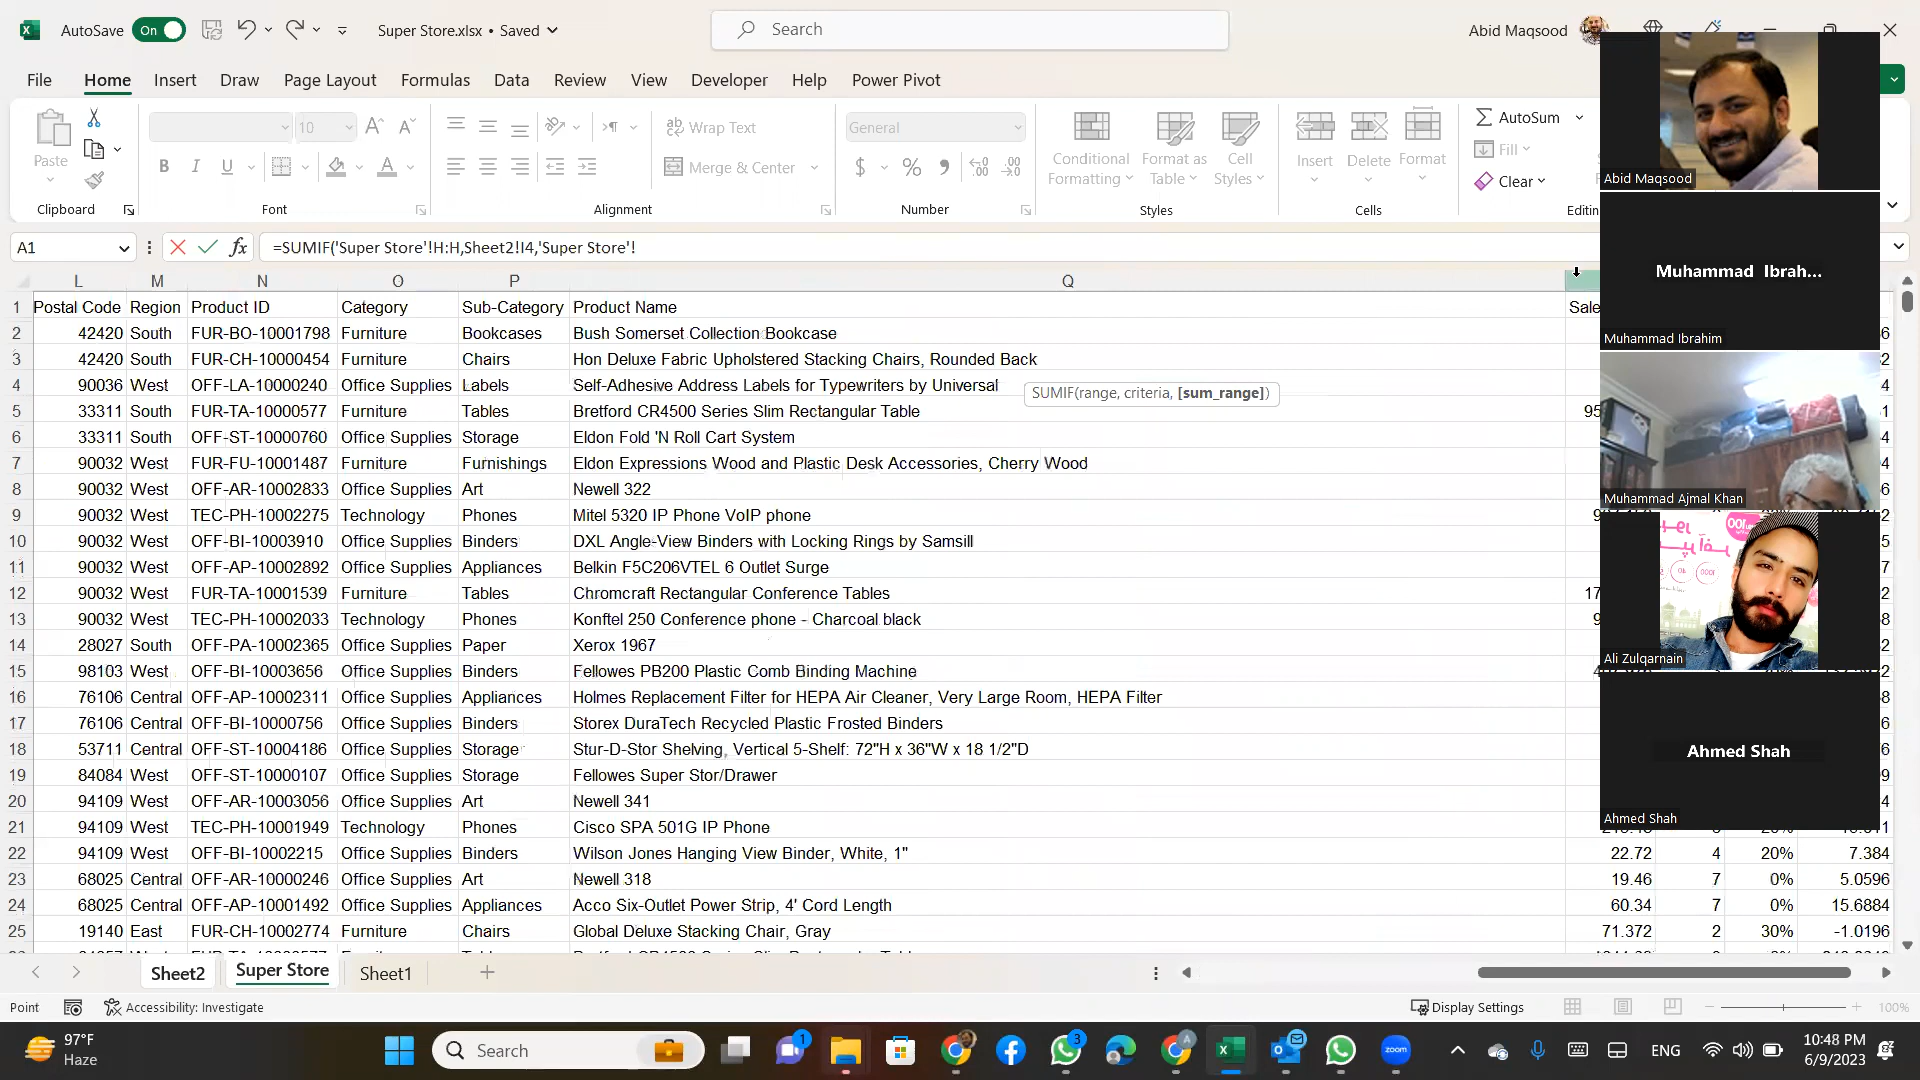 AutoSave On Super Store.xlsx • Saved Search Abid Maqsood
File Home Insert Draw Page Layout Formulas Data Review View Developer Help Power Pivot
Paste 10 Wrap Text General Conditional Formatting Format as Table Cell Styles Insert Delete Format AutoSum
B I U Merge & Center $ % Fill
Clear
Clipboard Font Alignment Number Styles Cells Editin
A1 fx =SUMIF('Super Store'!H:H,Sheet2!I4,'Super Store'!
L M N O P Q
1 Postal Code Region Product ID Category Sub-Category Product Name Sale
2 42420 South FUR-BO-10001798 Furniture Bookcases Bush Somerset Collection Bookcase
3 42420 South FUR-CH-10000454 Furniture Chairs Hon Deluxe Fabric Upholstered Stacking Chairs, Rounded Back
4 90036 West OFF-LA-10000240 Office Supplies Labels Self-Adhesive Address Labels for Typewriters by Universal
SUMIF(range, criteria, [sum_range])
5 33311 South FUR-TA-10000577 Furniture Tables Bretford CR4500 Series Slim Rectangular Table
6 33311 South OFF-ST-10000760 Office Supplies Storage Eldon Fold 'N Roll Cart System
7 90032 West FUR-FU-10001487 Furniture Furnishings Eldon Expressions Wood and Plastic Desk Accessories, Cherry Wood
8 90032 West OFF-AR-10002833 Office Supplies Art Newell 322
9 90032 West TEC-PH-10002275 Technology Phones Mitel 5320 IP Phone VoIP phone
10 90032 West OFF-BI-10003910 Office Supplies Binders DXL Angle-View Binders with Locking Rings by Samsill
11 90032 West OFF-AP-10002892 Office Supplies Appliances Belkin F5C206VTEL 6 Outlet Surge
12 90032 West FUR-TA-10001539 Furniture Tables Chromcraft Rectangular Conference Tables
13 90032 West TEC-PH-10002033 Technology Phones Konftel 250 Conference phone - Charcoal black
14 28027 South OFF-PA-10002365 Office Supplies Paper Xerox 1967
15 98103 West OFF-BI-10003656 Office Supplies Binders Fellowes PB200 Plastic Comb Binding Machine
16 76106 Central OFF-AP-10002311 Office Supplies Appliances Holmes Replacement Filter for HEPA Air Cleaner, Very Large Room, HEPA Filter
17 76106 Central OFF-BI-10000756 Office Supplies Binders Storex DuraTech Recycled Plastic Frosted Binders
18 53711 Central OFF-ST-10004186 Office Supplies Storage Stur-D-Stor Shelving, Vertical 5-Shelf: 72"H x 36"W x 18 1/2"D
19 84084 West OFF-ST-10000107 Office Supplies Storage Fellowes Super Stor/Drawer
20 94109 West OFF-AR-10003056 Office Supplies Art Newell 341
21 94109 West TEC-PH-10001949 Technology Phones Cisco SPA 501G IP Phone
22 94109 West OFF-BI-10002215 Office Supplies Binders Wilson Jones Hanging View Binder, White, 1" 22.72 4 20% 7.384
23 68025 Central OFF-AR-10000246 Office Supplies Art Newell 318 19.46 7 0% 5.0596
24 68025 Central OFF-AP-10001492 Office Supplies Appliances Acco Six-Outlet Power Strip, 4' Cord Length 60.34 7 0% 15.6884
25 19140 East FUR-CH-10002774 Furniture Chairs Global Deluxe Stacking Chair, Gray 71.372 2 30% -1.0196
Abid Maqsood
Muhammad Ibrah...
Muhammad Ibrahim
Muhammad Ajmal Khan
Ali Zulqarnain
Ahmed Shah
Ahmed Shah
Sheet2 Super Store Sheet1
Point Accessibility: Investigate Display Settings 100%
97°F
Haze
Search 1 3 zoom ENG
10:48 PM
6/9/2023